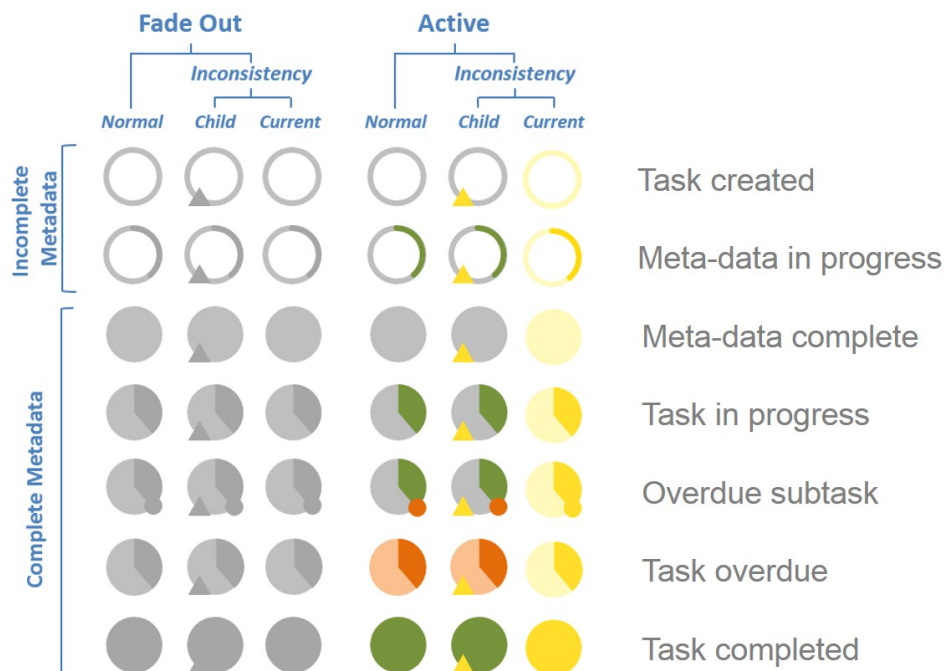 Fade Out
Active
Inconsistency
Inconsistency
Normal
Child
Current
Normal
Child
Current
Incomplete
Metadata
Task created
Meta-data in progress
Complete Metadata
Meta-data complete
Task in progress
Overdue subtask
Task overdue
Task completed